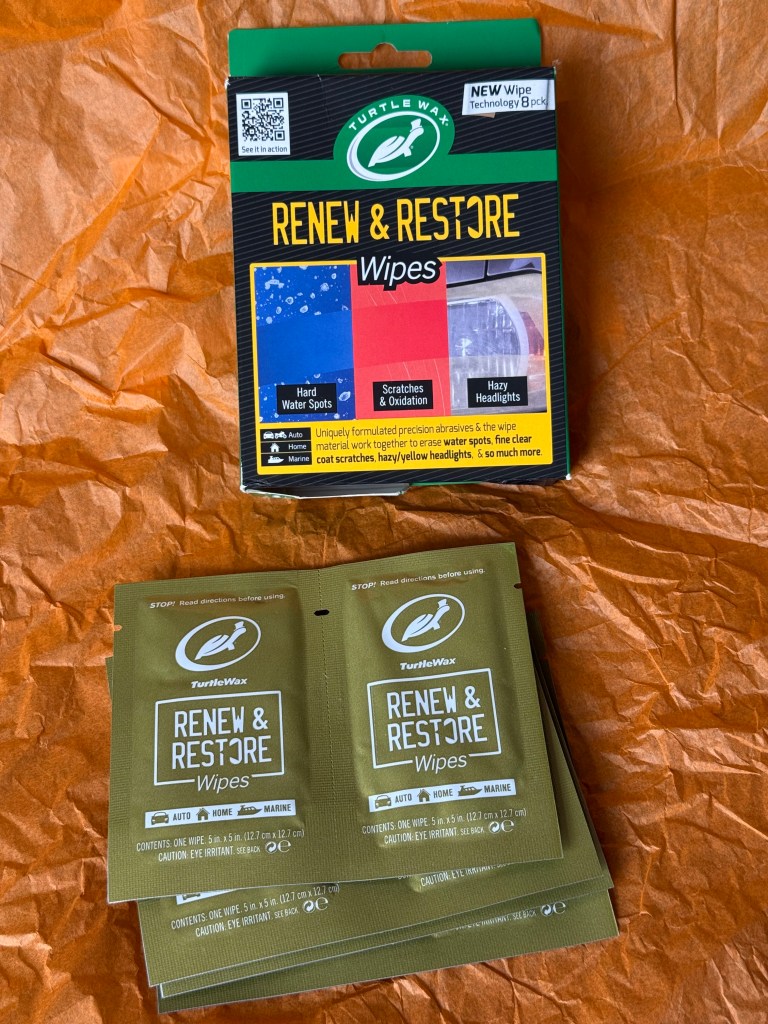 See it in action
TURTLE WAX
NEW Wipe
Technology 8 pck
RENEW & RESTORE
Wipes
Hard
Water Spots
Scratches
& Oxidation
Hazy
Headlights
Auto
Home
Marine
Uniquely formulated precision abrasives & the wipe
material work together to erase water spots, fine clear
coat scratches, hazy/yellow headlights, & so much more.
STOP! Read directions before using.
TurtleWax
RENEW &
RESTORE
Wipes
AUTO HOME MARINE
CONTENTS: ONE WIPE. 5 in. x 5 in. (12.7 cm x 12.7 cm)
CAUTION: EYE IRRITANT. SEE BACK
STOP! Read directions before using.
TurtleWax
RENEW &
RESTORE
Wipes
AUTO HOME MARINE
CONTENTS: ONE WIPE. 5 in. x 5 in. (12.7 cm x 12.7 cm)
CAUTION: EYE IRRITANT. SEE BACK
CONTENTS: ONE WIPE. 5 in. x 5 in. (12.7 cm x 12.7 cm)
CAUTION: EYE IRRITANT. SEE BACK
CAUTION: EYE IRRITANT. SEE BACK